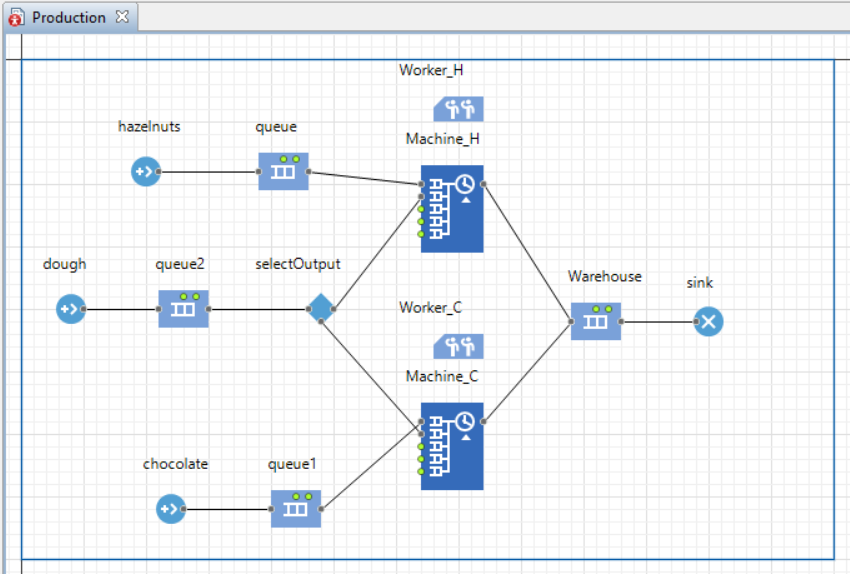 Production
Worker_H
hazelnuts
queue
Machine_H
dough
queue2
selectOutput
Warehouse
sink
Worker_C
Machine_C
chocolate
queue1